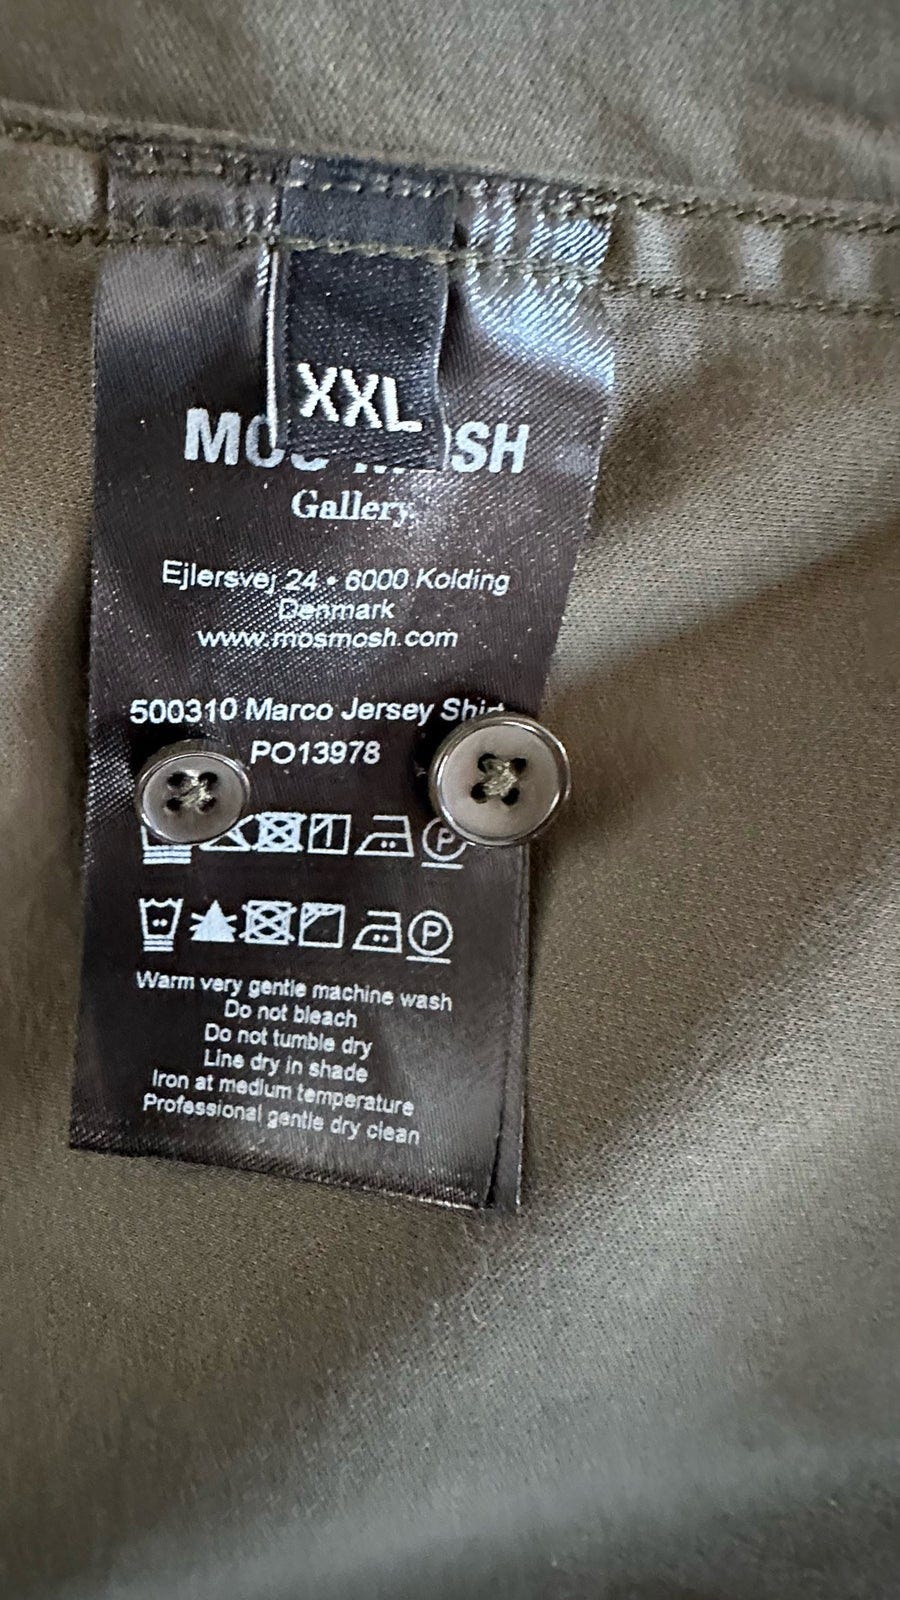 XXL
MOS MOSH
Gallery
Ejlersvej 24 • 6000 Kolding
Denmark
www.mosmosh.com
500310 Marco Jersey Shirt
PO13978
P
P
Warm very gentle machine wash
Do not bleach
Do not tumble dry
Line dry in shade
Iron at medium temperature
Professional gentle dry clean